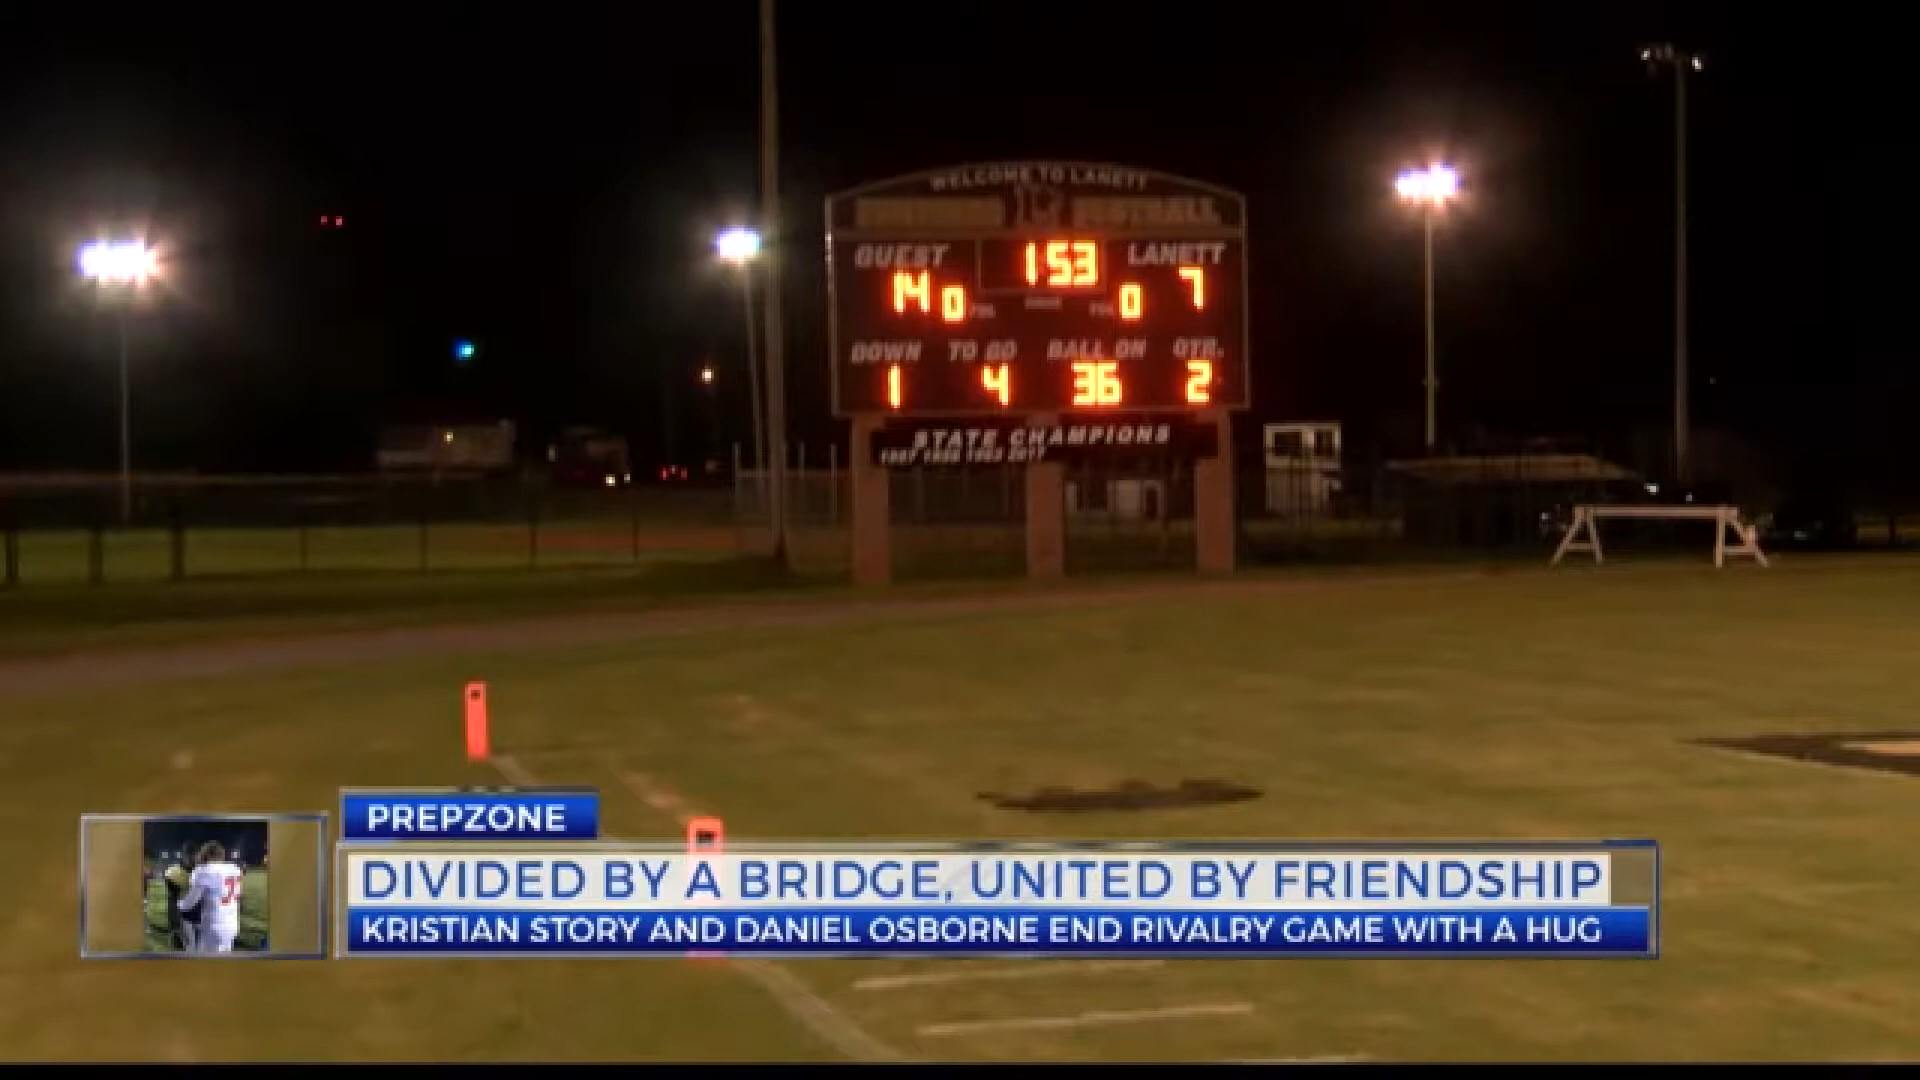 WELCOME TO LANETT
L FOOTBALL
GUEST 153 LANETT
14 0 0 7
DOWN TO GO BALL ON QTR.
1 4 36 2
STATE CHAMPIONS
PREPZONE
DIVIDED BY A BRIDGE, UNITED BY FRIENDSHIP
KRISTIAN STORY AND DANIEL OSBORNE END RIVALRY GAME WITH A HUG